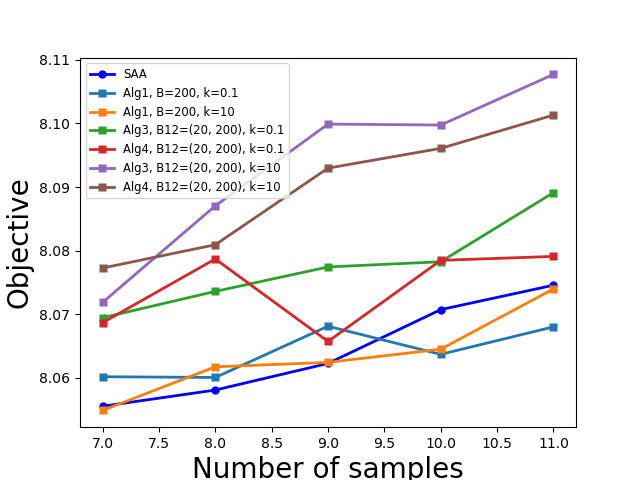 8.11
8.10
8.09
8.08
8.07
8.06
Objective
SAA
Alg1, B=200, k=0.1
Alg1, B=200, k=10
Alg3, B12=(20, 200), k=0.1
Alg4, B12=(20, 200), k=0.1
Alg3, B12=(20, 200), k=10
Alg4, B12=(20, 200), k=10
7.0 7.5 8.0 8.5 9.0 9.5 10.0 10.5 11.0
Number of samples